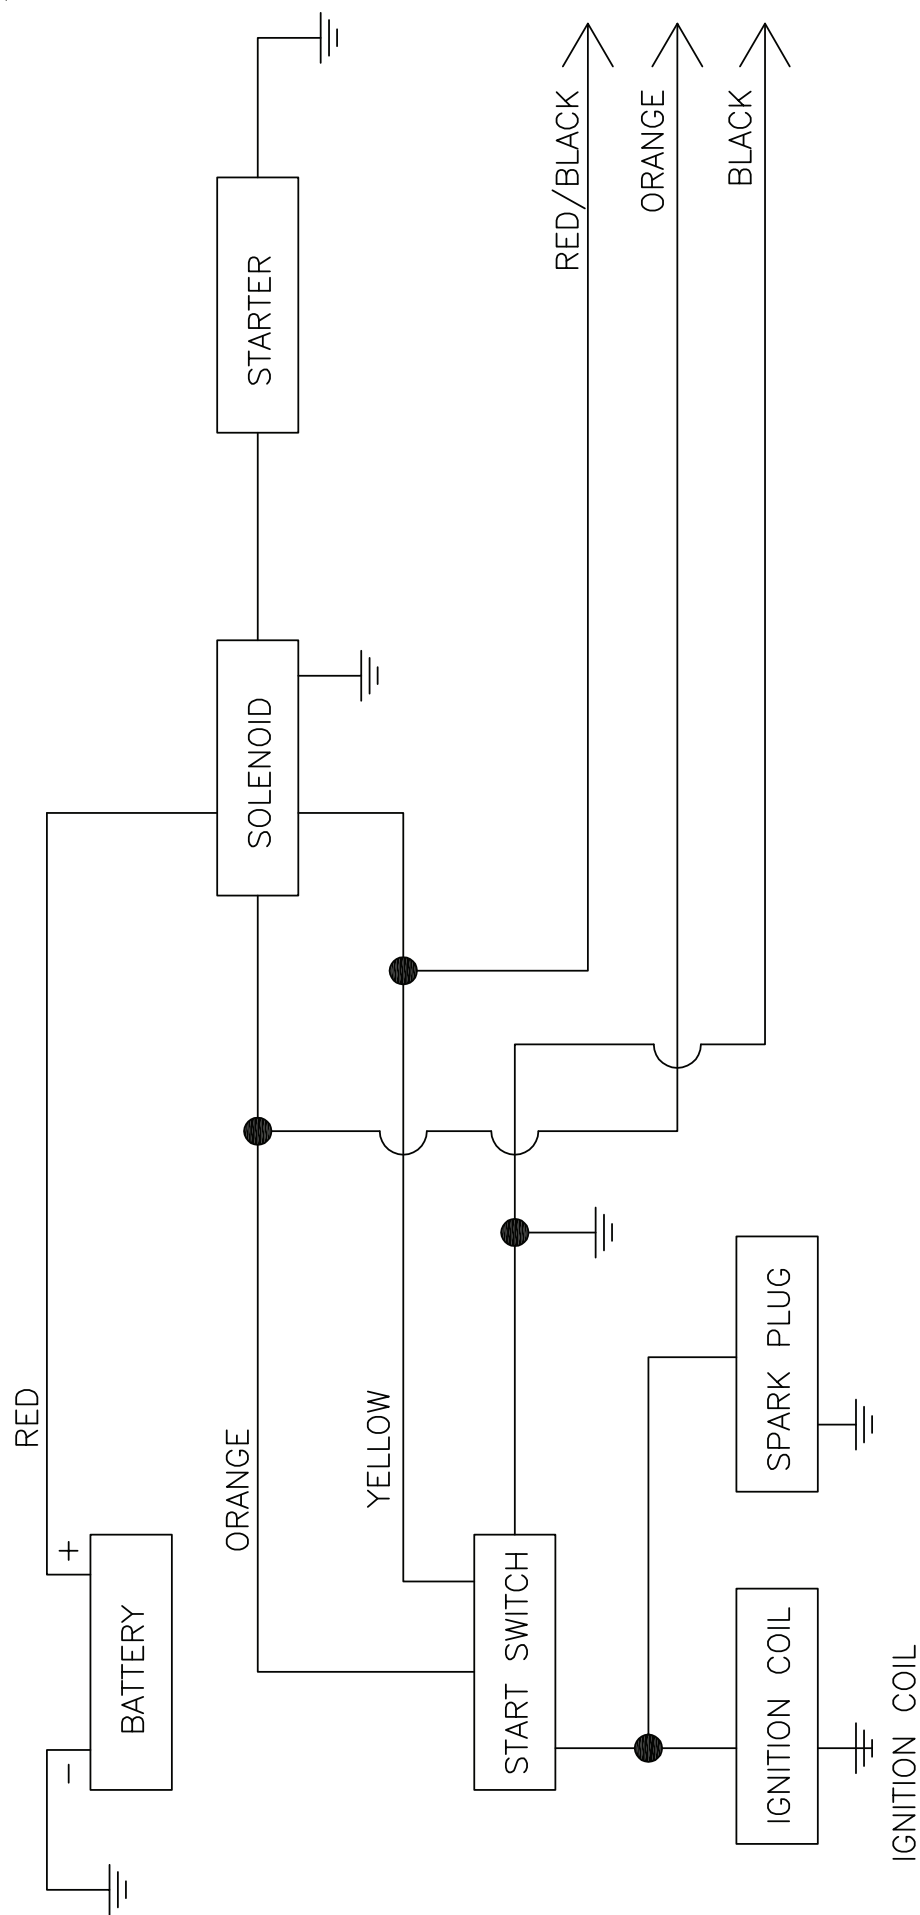 RED
+
BATTERY
-
ORANGE
SOLENOID
STARTER
YELLOW
START SWITCH
RED/BLACK
ORANGE
BLACK
SPARK PLUG
IGNITION COIL
IGNITION COIL